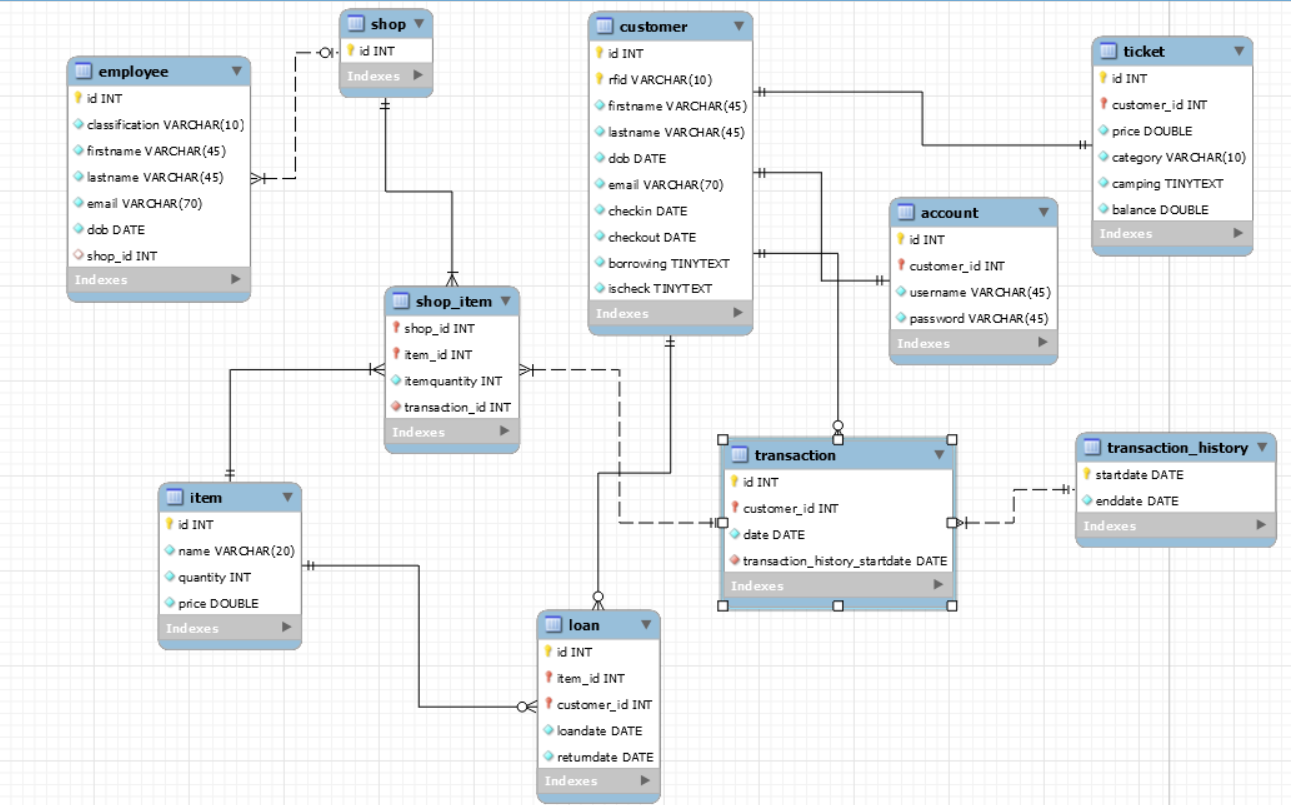 shop
id INT
Indexes
employee
id INT
classification VARCHAR(10)
firstname VARCHAR(45)
lastname VARCHAR(45)
email VARCHAR(70)
dob DATE
shop_id INT
Indexes
customer
id INT
rfid VARCHAR(10)
firstname VARCHAR(45)
lastname VARCHAR(45)
dob DATE
email VARCHAR(70)
checkin DATE
checkout DATE
borrowing TINYTEXT
ischeck TINYTEXT
Indexes
ticket
id INT
customer_id INT
price DOUBLE
category VARCHAR(10)
camping TINYTEXT
balance DOUBLE
Indexes
account
id INT
customer_id INT
username VARCHAR(45)
password VARCHAR(45)
Indexes
shop_item
shop_id INT
item_id INT
itemquantity INT
transaction_id INT
Indexes
transaction
id INT
customer_id INT
date DATE
transaction_history_startdate DATE
Indexes
transaction_history
startdate DATE
enddate DATE
Indexes
item
id INT
name VARCHAR(20)
quantity INT
price DOUBLE
Indexes
loan
id INT
item_id INT
customer_id INT
loandate DATE
returndate DATE
Indexes